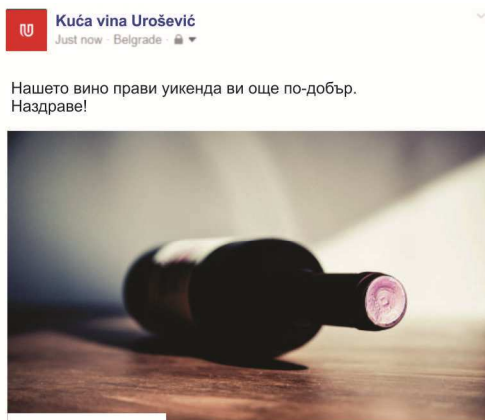 Kuća vina Urošević
Just now · Belgrade ·
Нашето вино прави уикенда ви още по-добър.
Наздраве!